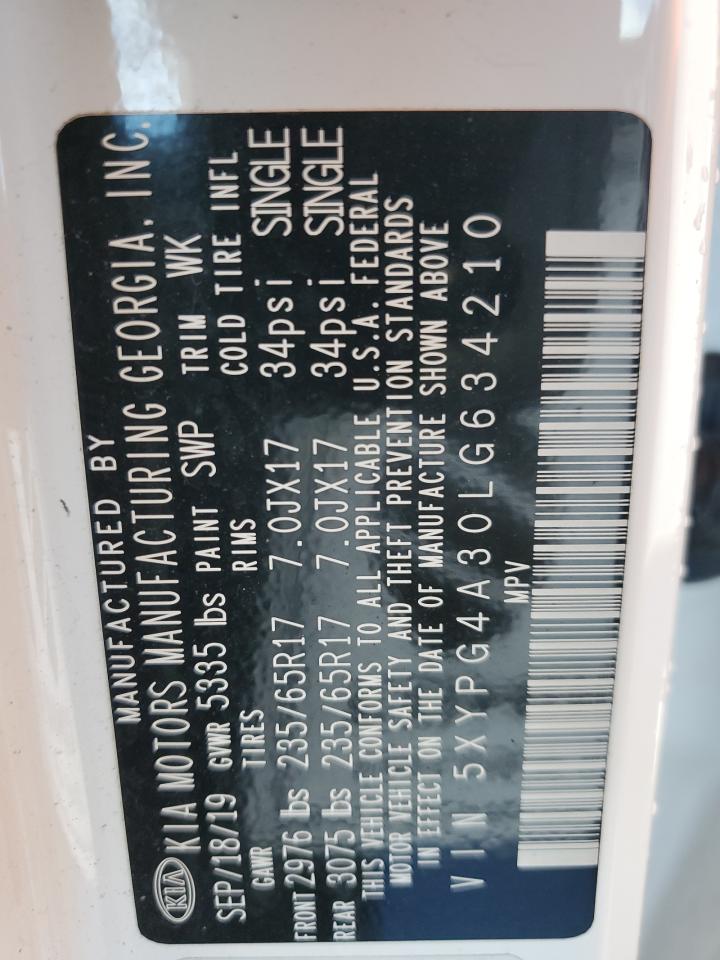 MANUFACTURED BY
KIA KIA MOTORS MANUFACTURING GEORGIA, INC.
SEP/18/19 GVWR 5335 lbs PAINT SWP TRIM WK
GAWR TIRES RIMS COLD TIRE INFL
FRONT 2976 lbs 235/65R17 7.0JX17 34psi SINGLE
REAR 3075 lbs 235/65R17 7.0JX17 34psi SINGLE
THIS VEHICLE CONFORMS TO ALL APPLICABLE U.S.A. FEDERAL
MOTOR VEHICLE SAFETY AND THEFT PREVENTION STANDARDS
IN EFFECT ON THE DATE OF MANUFACTURE SHOWN ABOVE
VIN 5XYPG4A30LG634210
MPV